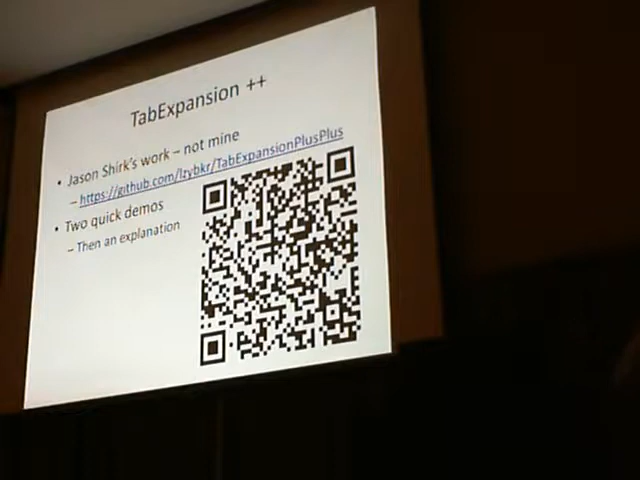 TabExpansion ++
• Jason Shirk's work – not mine
– https://github.com/lzybkr/TabExpansionPlusPlus
• Two quick demos
– Then an explanation